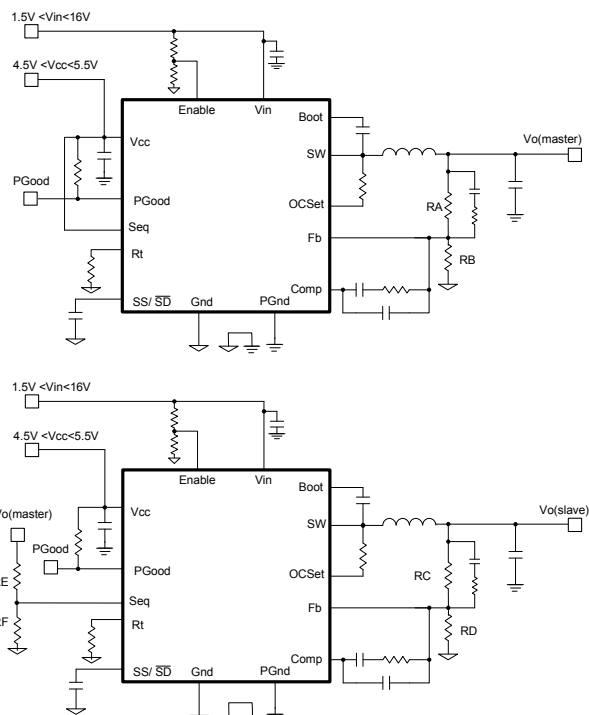 1.5V <Vin<16V
4.5V <Vcc<5.5V
Enable
Vin
Boot
Vcc
SW
Vo(master)
PGood
PGood
OCSet
RA
Seq
Fb
Rt
RB
Comp
SS/ SD
Gnd
PGnd
1.5V <Vin<16V
4.5V <Vcc<5.5V
Enable
Vin
Boot
Vo(master)
Vcc
SW
Vo(slave)
PGood
PGood
OCSet
RC
E
Seq
Fb
F
Rt
RD
Comp
SS/ SD
Gnd
PGnd